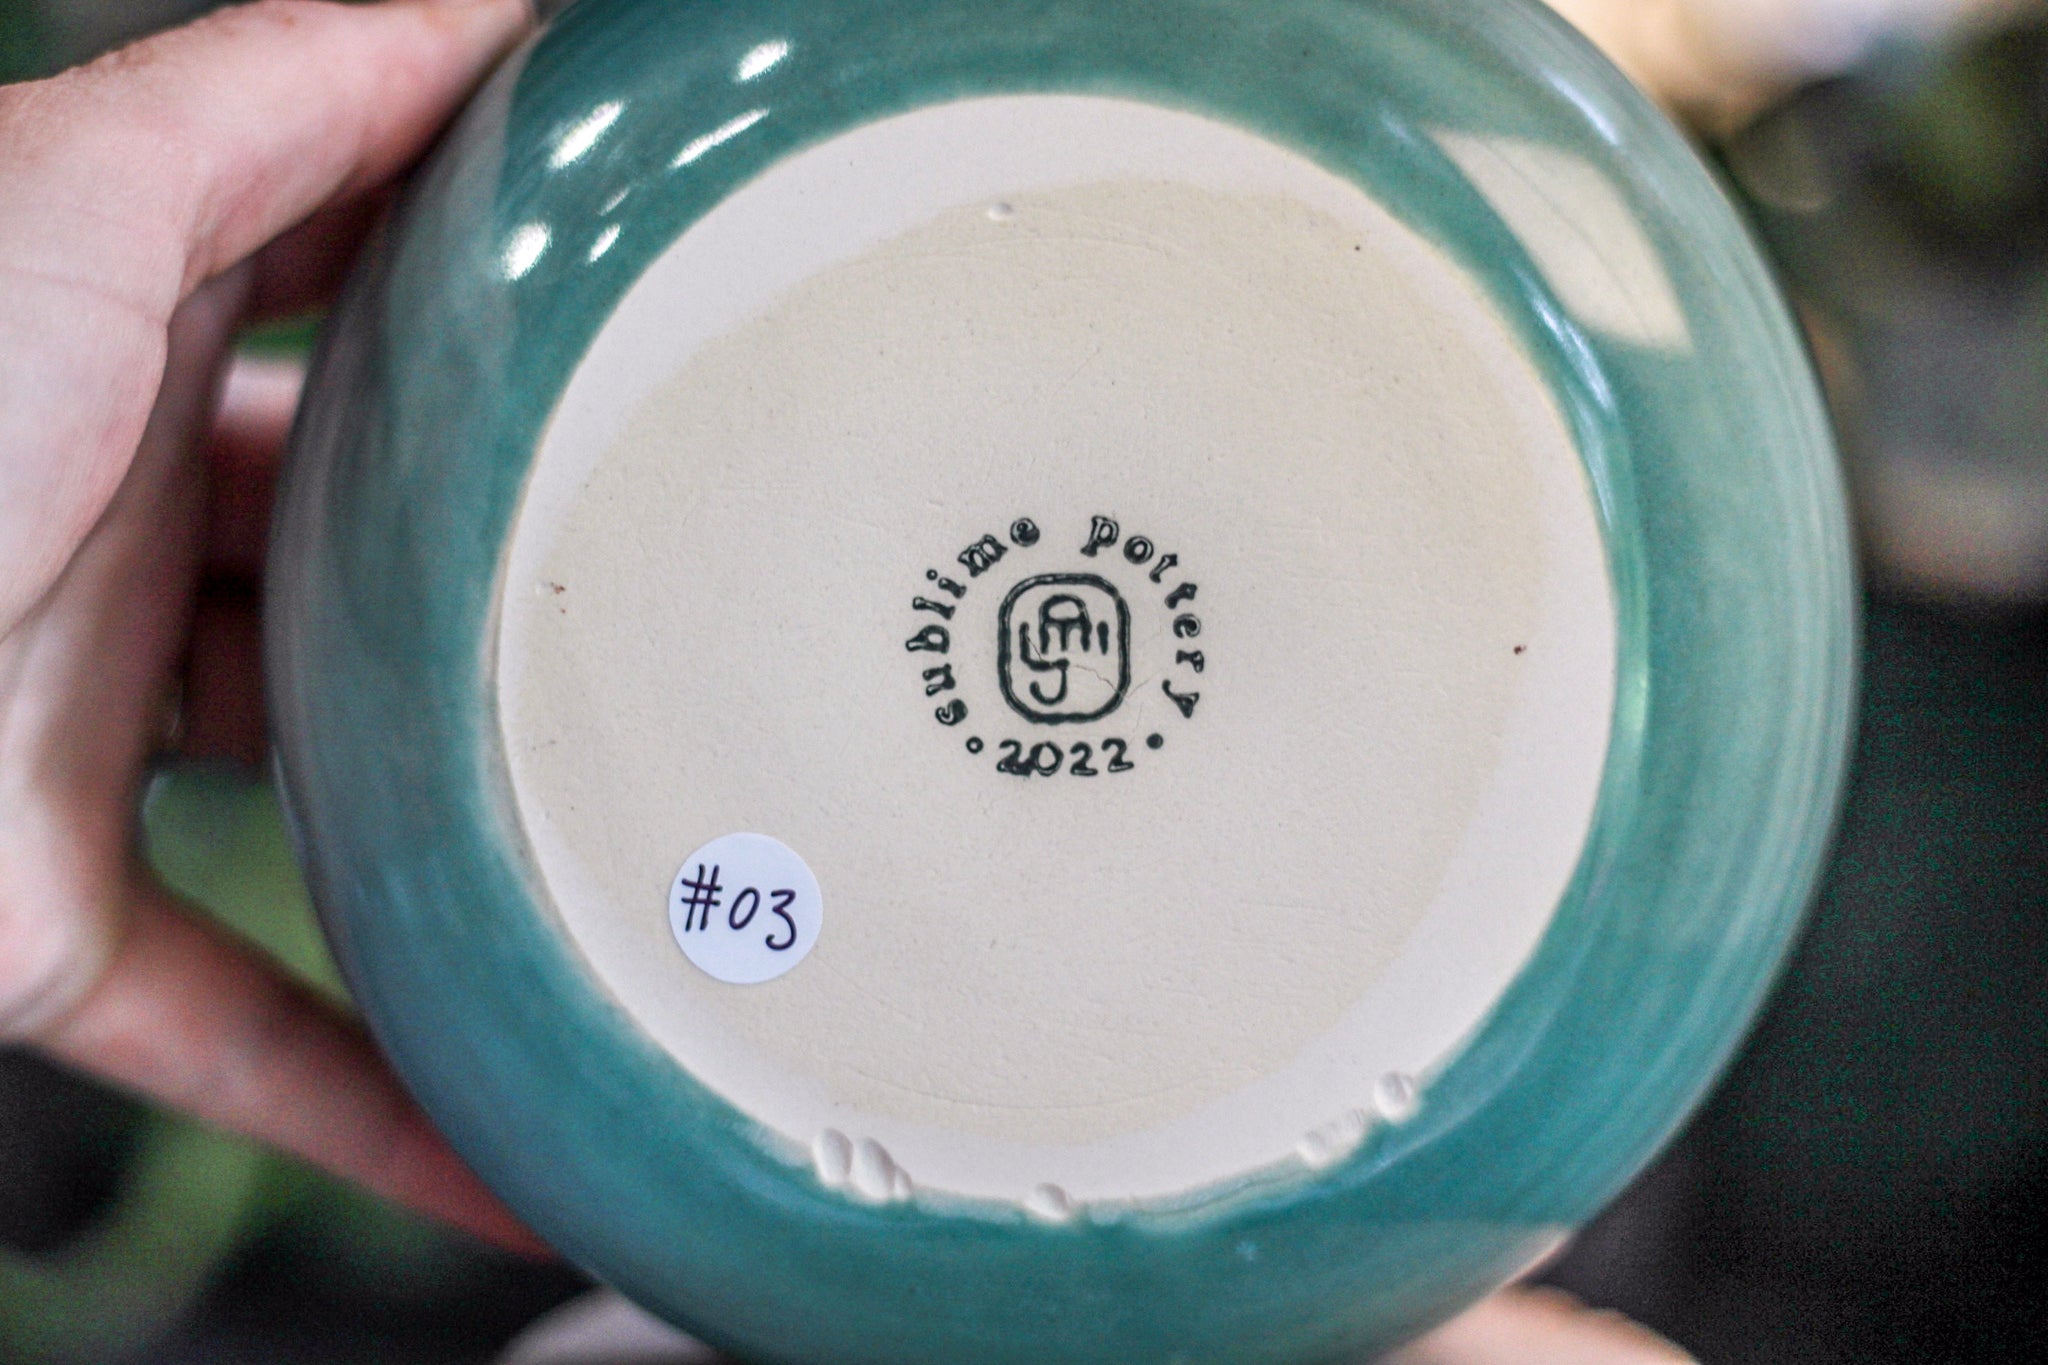 sublime pottery
• 2022 •
#03